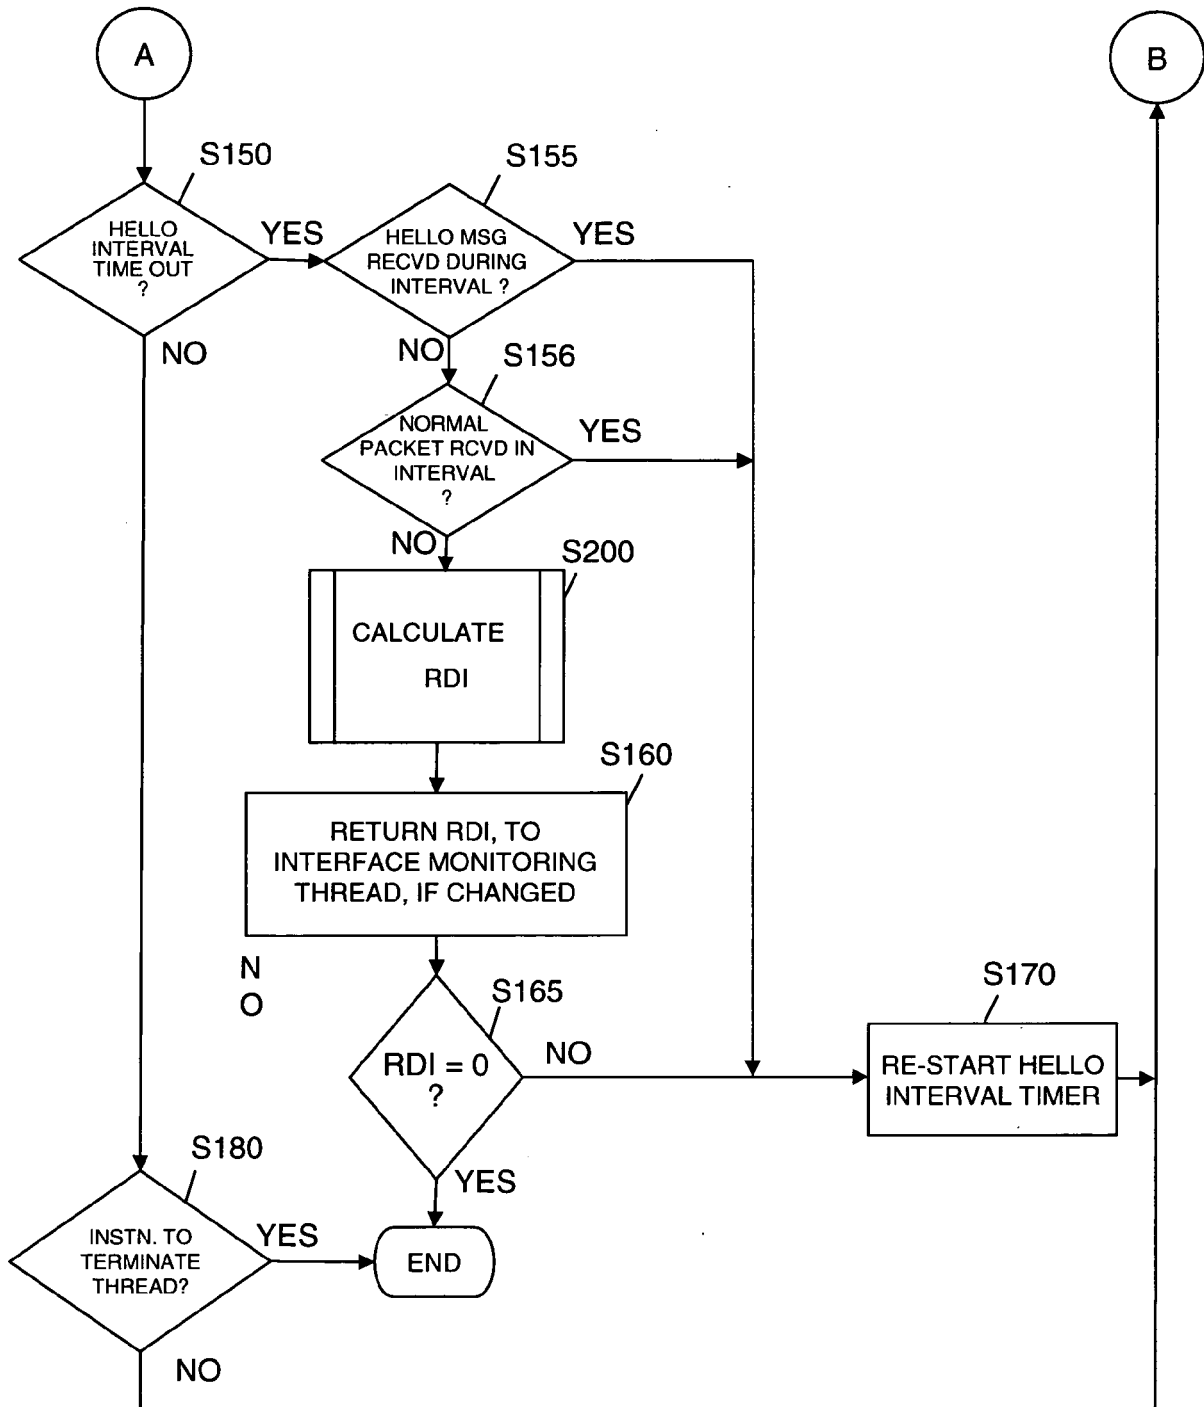 A
B
S150
S155
HELLO
INTERVAL
TIME OUT
?
YES
HELLO MSG
RECVD DURING
INTERVAL ?
YES
NO
NO
S156
NORMAL
PACKET RCVD IN
INTERVAL
?
YES
NO
S200
CALCULATE
RDI
S160
RETURN RDI, TO
INTERFACE MONITORING
THREAD, IF CHANGED
N
O
S165
RDI = 0
?
NO
S170
RE-START HELLO
INTERVAL TIMER
YES
S180
INSTN. TO
TERMINATE
THREAD?
YES
END
NO